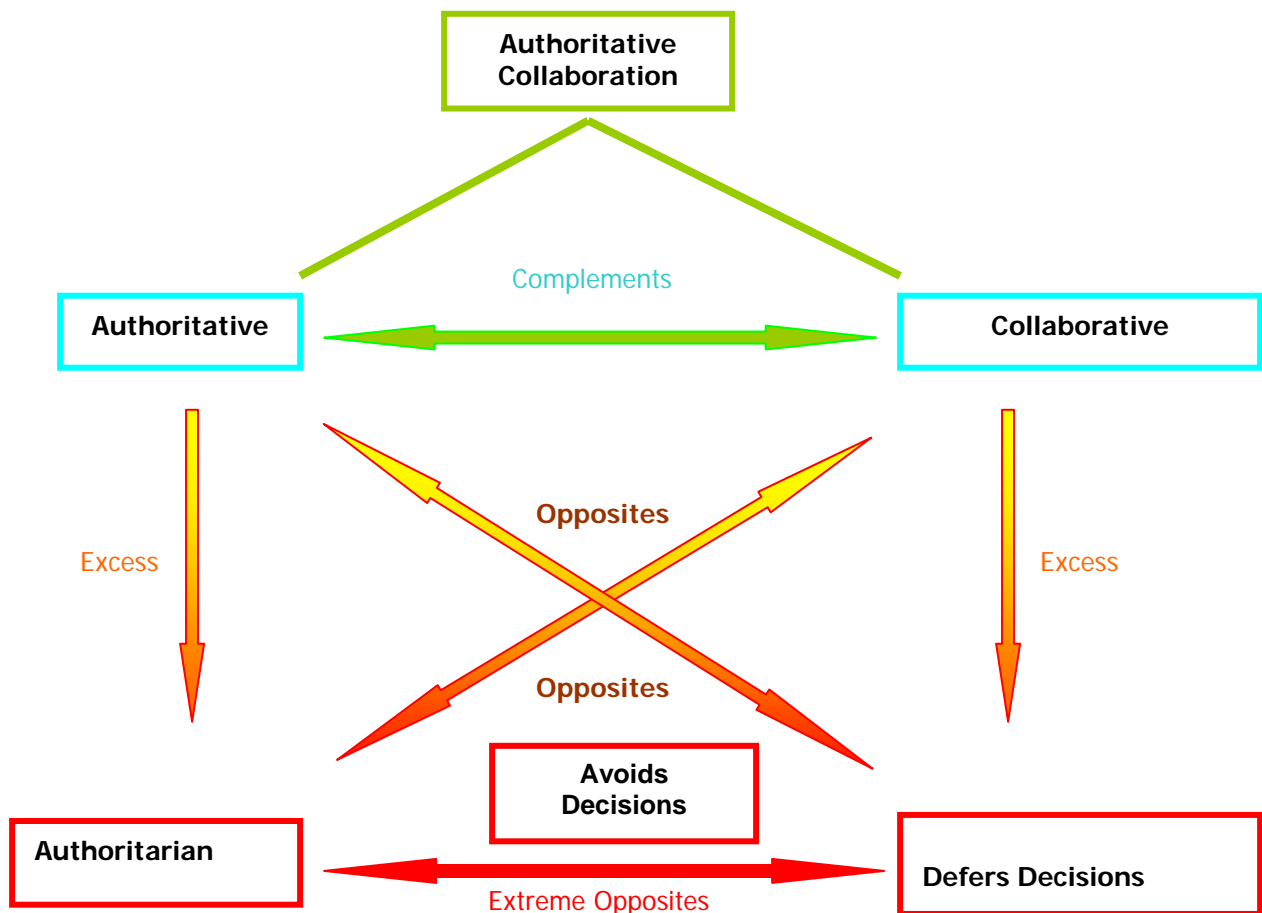 Authoritative
Collaboration
Complements
Authoritative
Collaborative
Opposites
Excess
Excess
Opposites
Avoids
Decisions
Authoritarian
Defers Decisions
Extreme Opposites